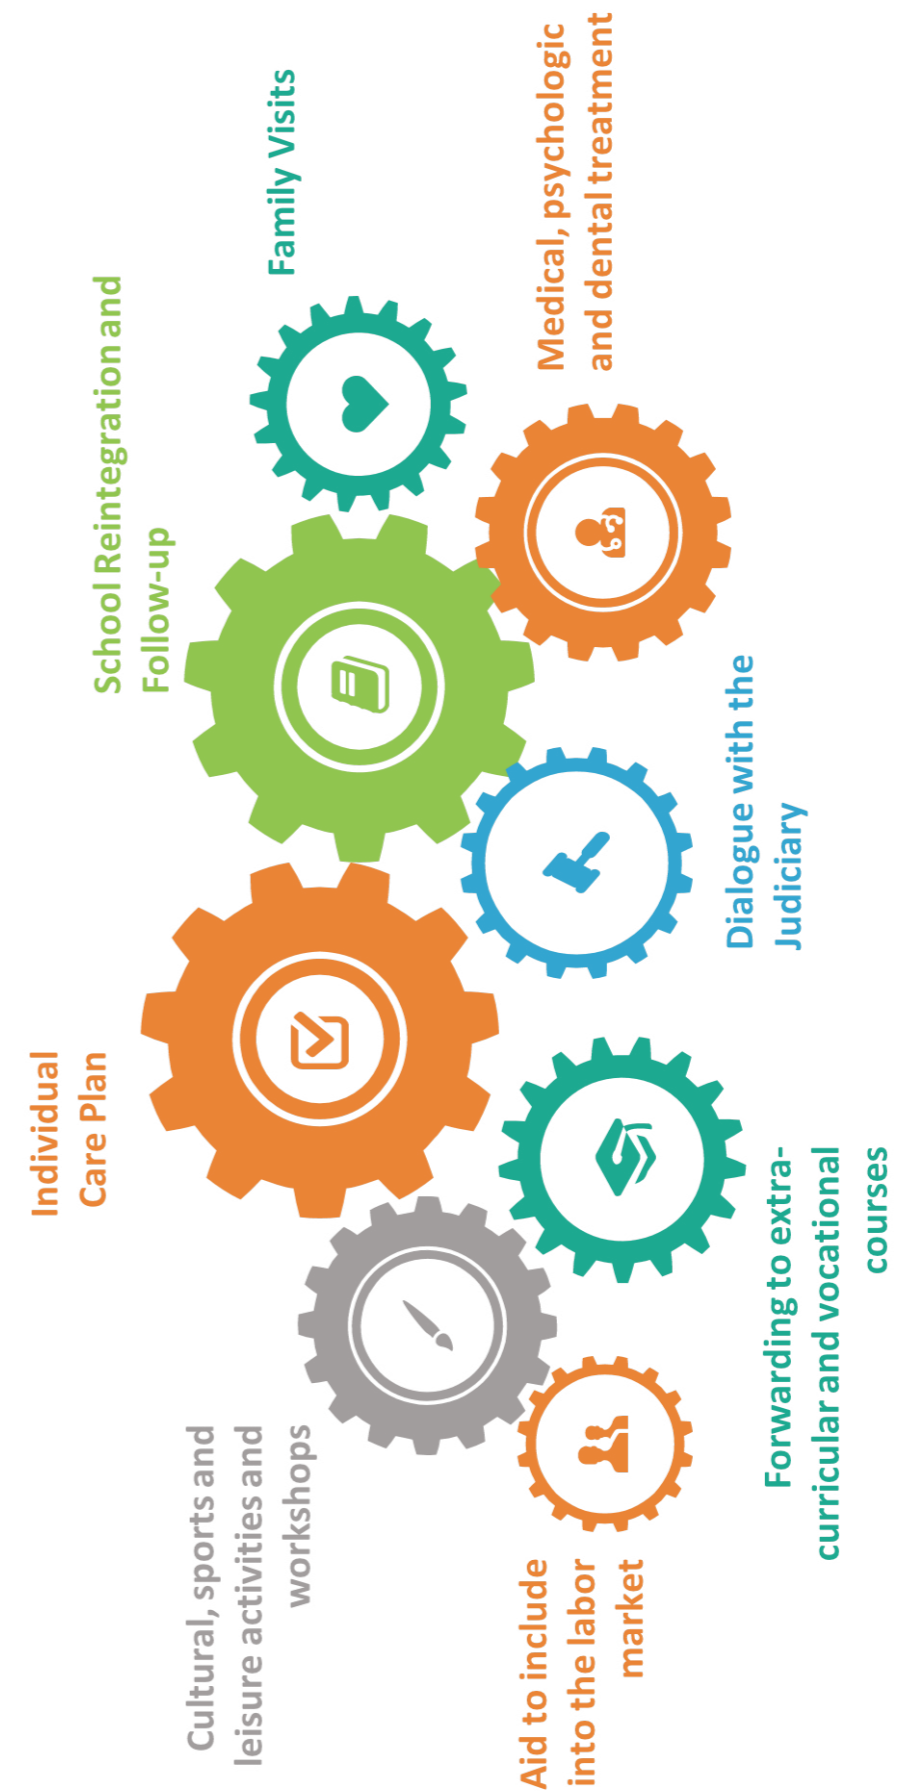 Individual
Care Plan
School Reintegration and
Follow-up
Cultural, sports and
leisure activities and
workshops
Family Visits
Aid to include
into the labor
market
Medical, psychologic
and dental treatment
Dialogue with the
Judiciary
Forwarding to extra-
curricular and vocational
courses